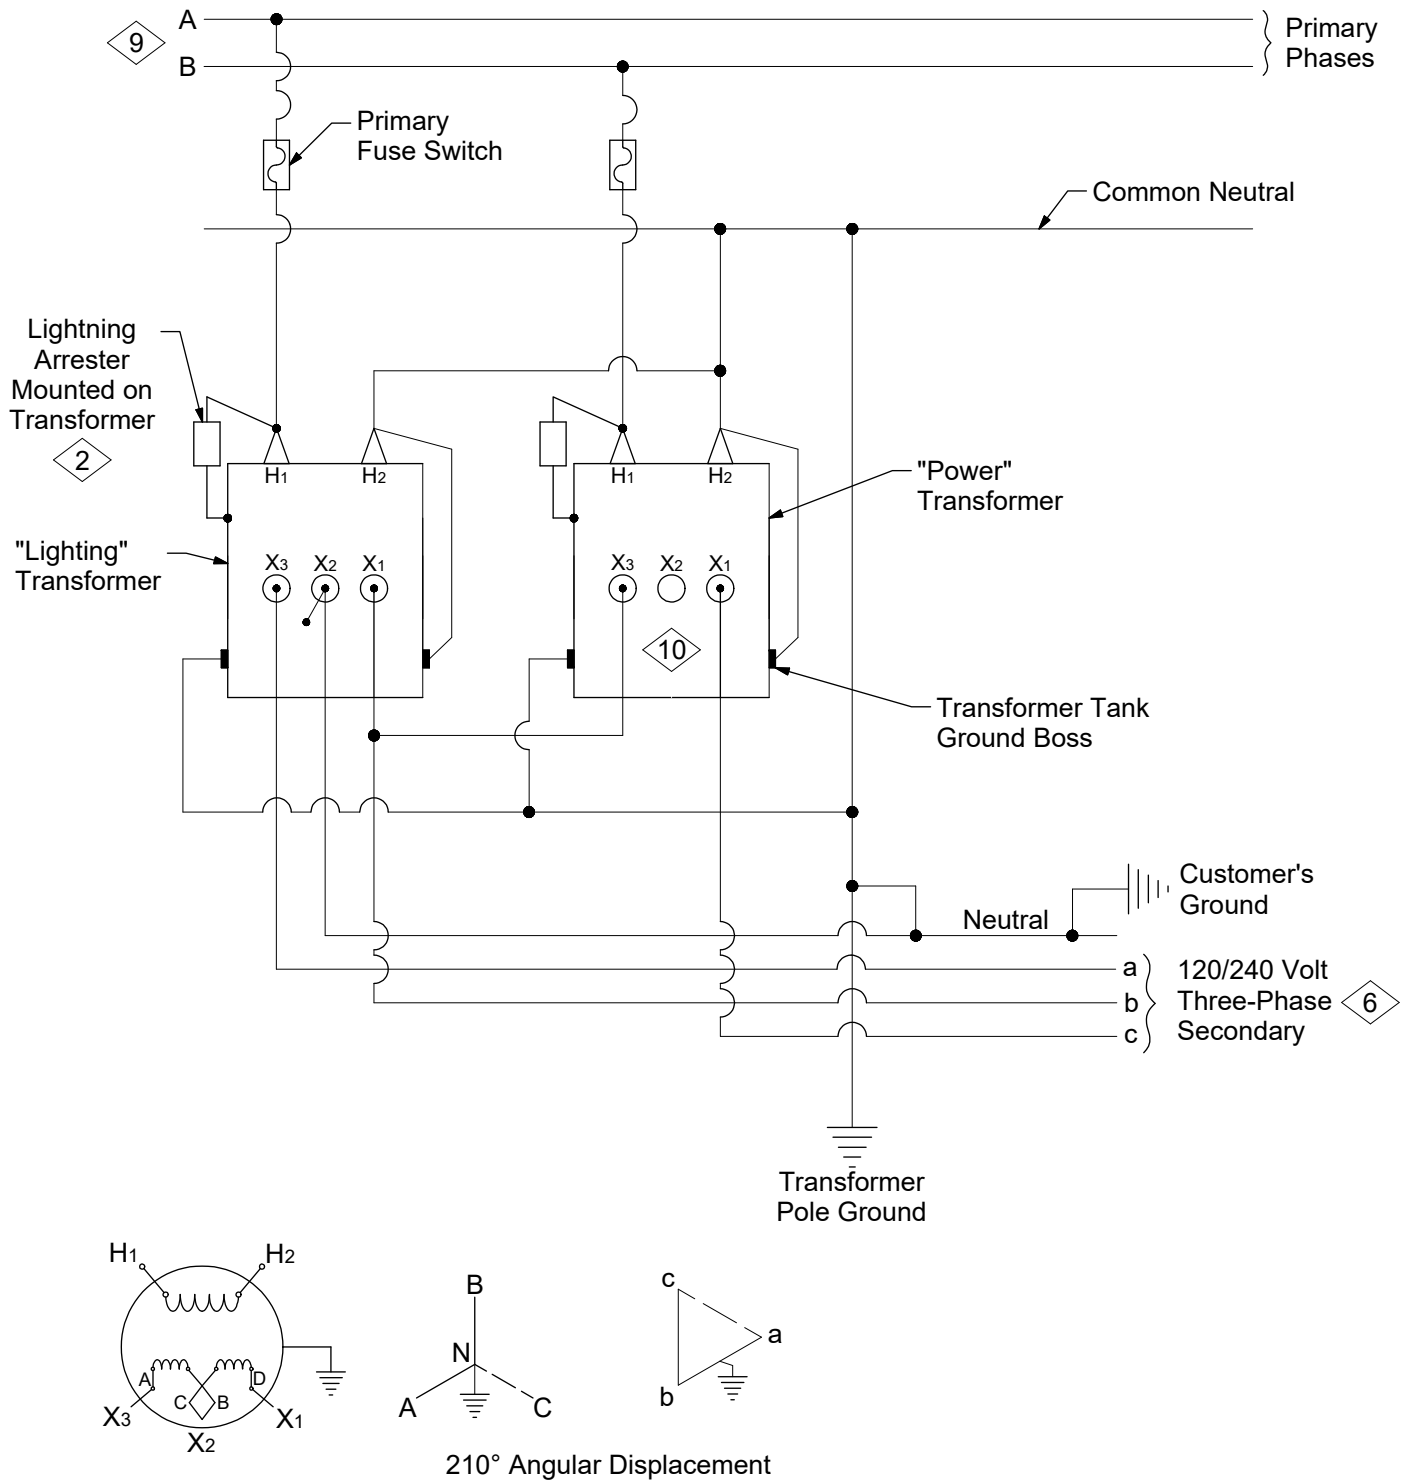 9
A
B
Primary
Phases
Primary
Fuse Switch
Common Neutral
Lightning
Arrester
Mounted on
Transformer
2
H1
H2
H1
H2
"Power"
Transformer
"Lighting"
Transformer
X3
X2
X1
X3
X2
X1
10
Transformer Tank
Ground Boss
Customer's
Ground
Neutral
a
b
c
120/240 Volt
Three-Phase
Secondary
6
Transformer
Pole Ground
H1
H2
A
C
B
D
X3
X2
X1
B
N
A
C
c
a
b
210° Angular Displacement